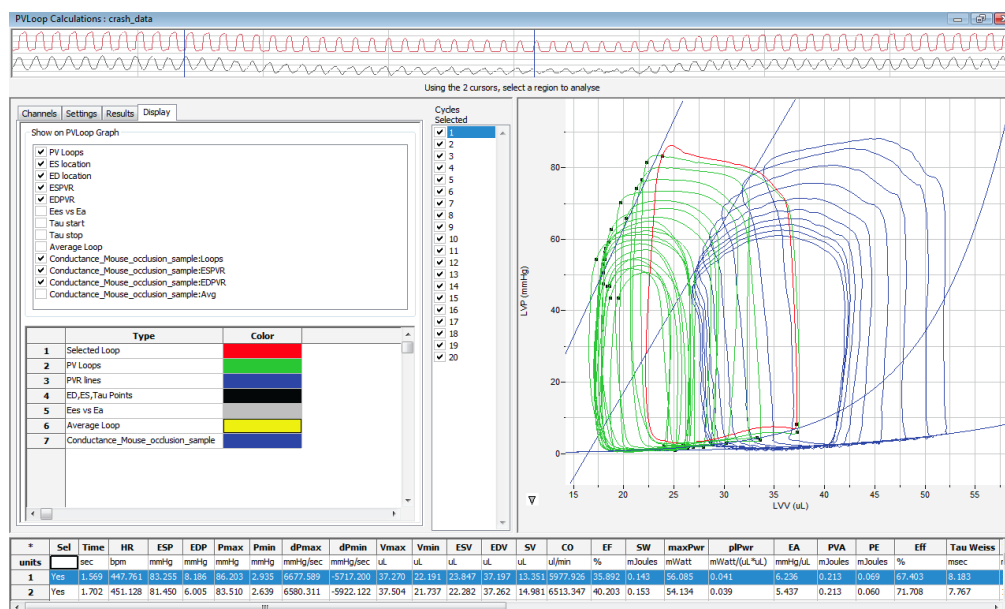 PVLoop Calculations : crash_data
Using the 2 cursors, select a region to analyse
Channels Settings Results Display
Show on PVLoop Graph
PV Loops
ES location
ED location
ESPVR
EDPVR
Ees vs Ea
Tau start
Tau stop
Average Loop
Conductance_Mouse_occlusion_sample:Loops
Conductance_Mouse_occlusion_sample:ESPVR
Conductance_Mouse_occlusion_sample:EDPVR
Conductance_Mouse_occlusion_sample:Avg
Type Color
1 Selected Loop
2 PV Loops
3 PVR lines
4 ED,ES,Tau Points
5 Ees vs Ea
6 Average Loop
7 Conductance_Mouse_occlusion_sample
Cycles
Selected
1
2
3
4
5
6
7
8
9
10
11
12
13
14
15
16
17
18
19
20
LVP (mmHg)
80
60
40
20
0
15 20 25 30 35 40 45 50 55
LVV (uL)
* Sel Time HR ESP EDP Pmax Pmin dPmax dPmin Vmax Vmin ESV EDV SV CO EF SW maxPwr plPwr EA PVA PE Eff Tau Weiss
units sec bpm mmHg mmHg mmHg mmHg mmHg/sec mmHg/sec uL uL uL uL uL ul/min % mJoules mWatt mWatt/(uL*uL) mmHg/uL mJoules mJoules % msec
1 Yes 1.569 447.761 83.255 8.186 86.203 2.935 6677.589 -5717.200 37.270 22.191 23.847 37.197 13.351 5977.926 35.892 0.143 56.085 0.041 6.236 0.213 0.060 67.403 8.183
2 Yes 1.702 451.128 81.450 6.005 83.510 2.639 6580.311 -5922.122 37.504 21.737 22.282 37.262 14.981 6513.347 40.203 0.153 54.134 0.039 5.437 0.213 0.060 71.708 7.767